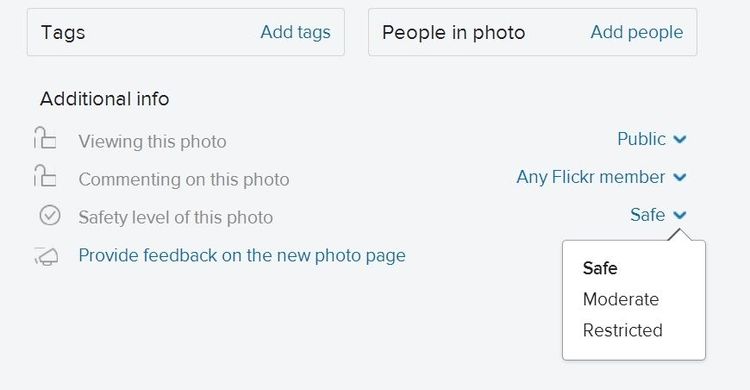 Tags Add tags People in photo Add people
Additional info
Viewing this photo Public
Commenting on this photo Any Flickr member
Safety level of this photo Safe
Provide feedback on the new photo page
Safe
Moderate
Restricted